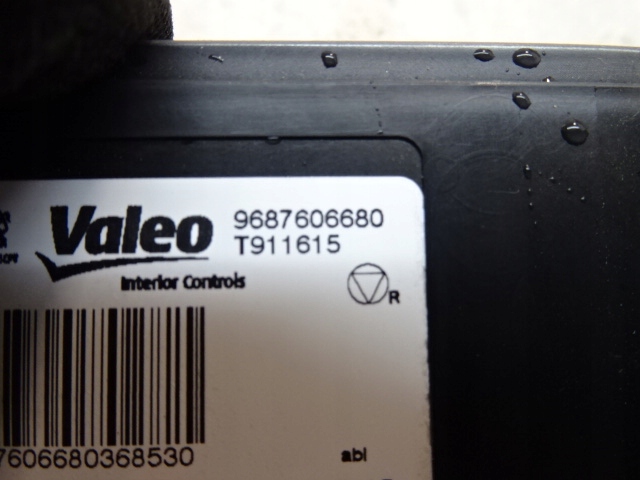 Valeo
9687606680
T911615
Interior Controls
R
7606680368530
abl